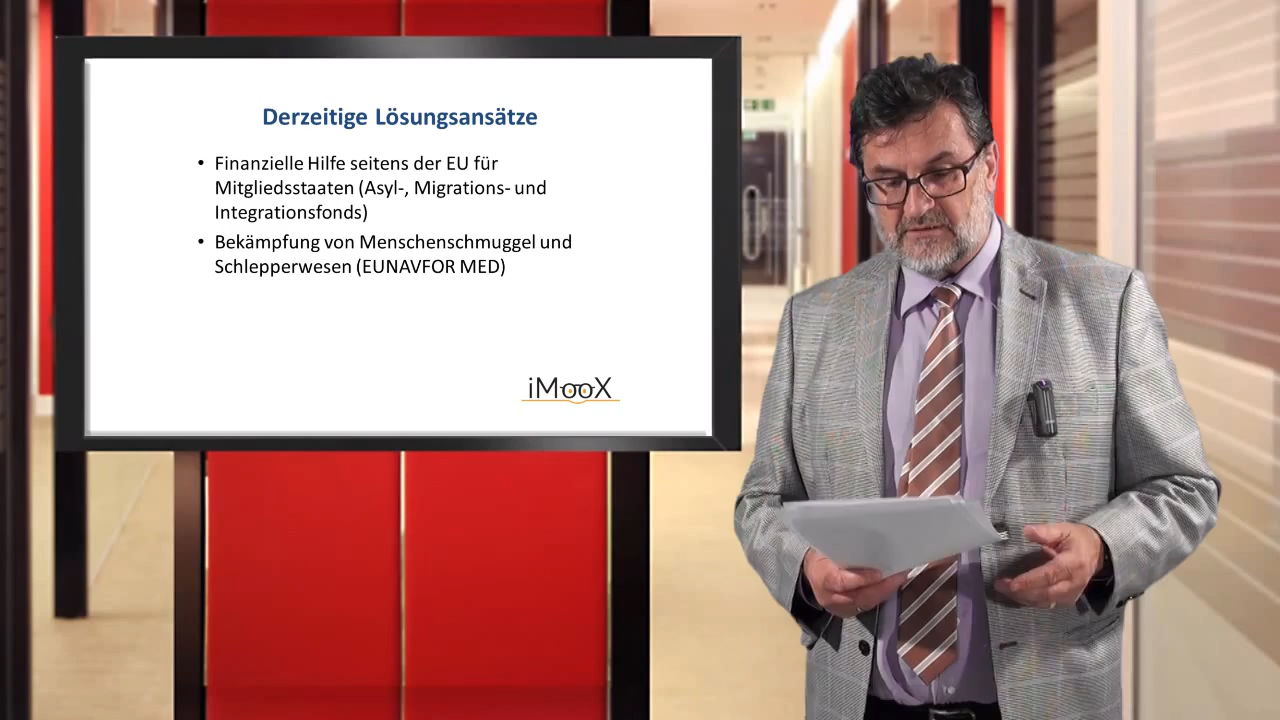 Derzeitige Lösungsansätze
• Finanzielle Hilfe seitens der EU für
Mitgliedsstaaten (Asyl-, Migrations- und
Integrationsfonds)
• Bekämpfung von Menschenschmuggel und
Schlepperwesen (EUNAVFOR MED)
iMooX